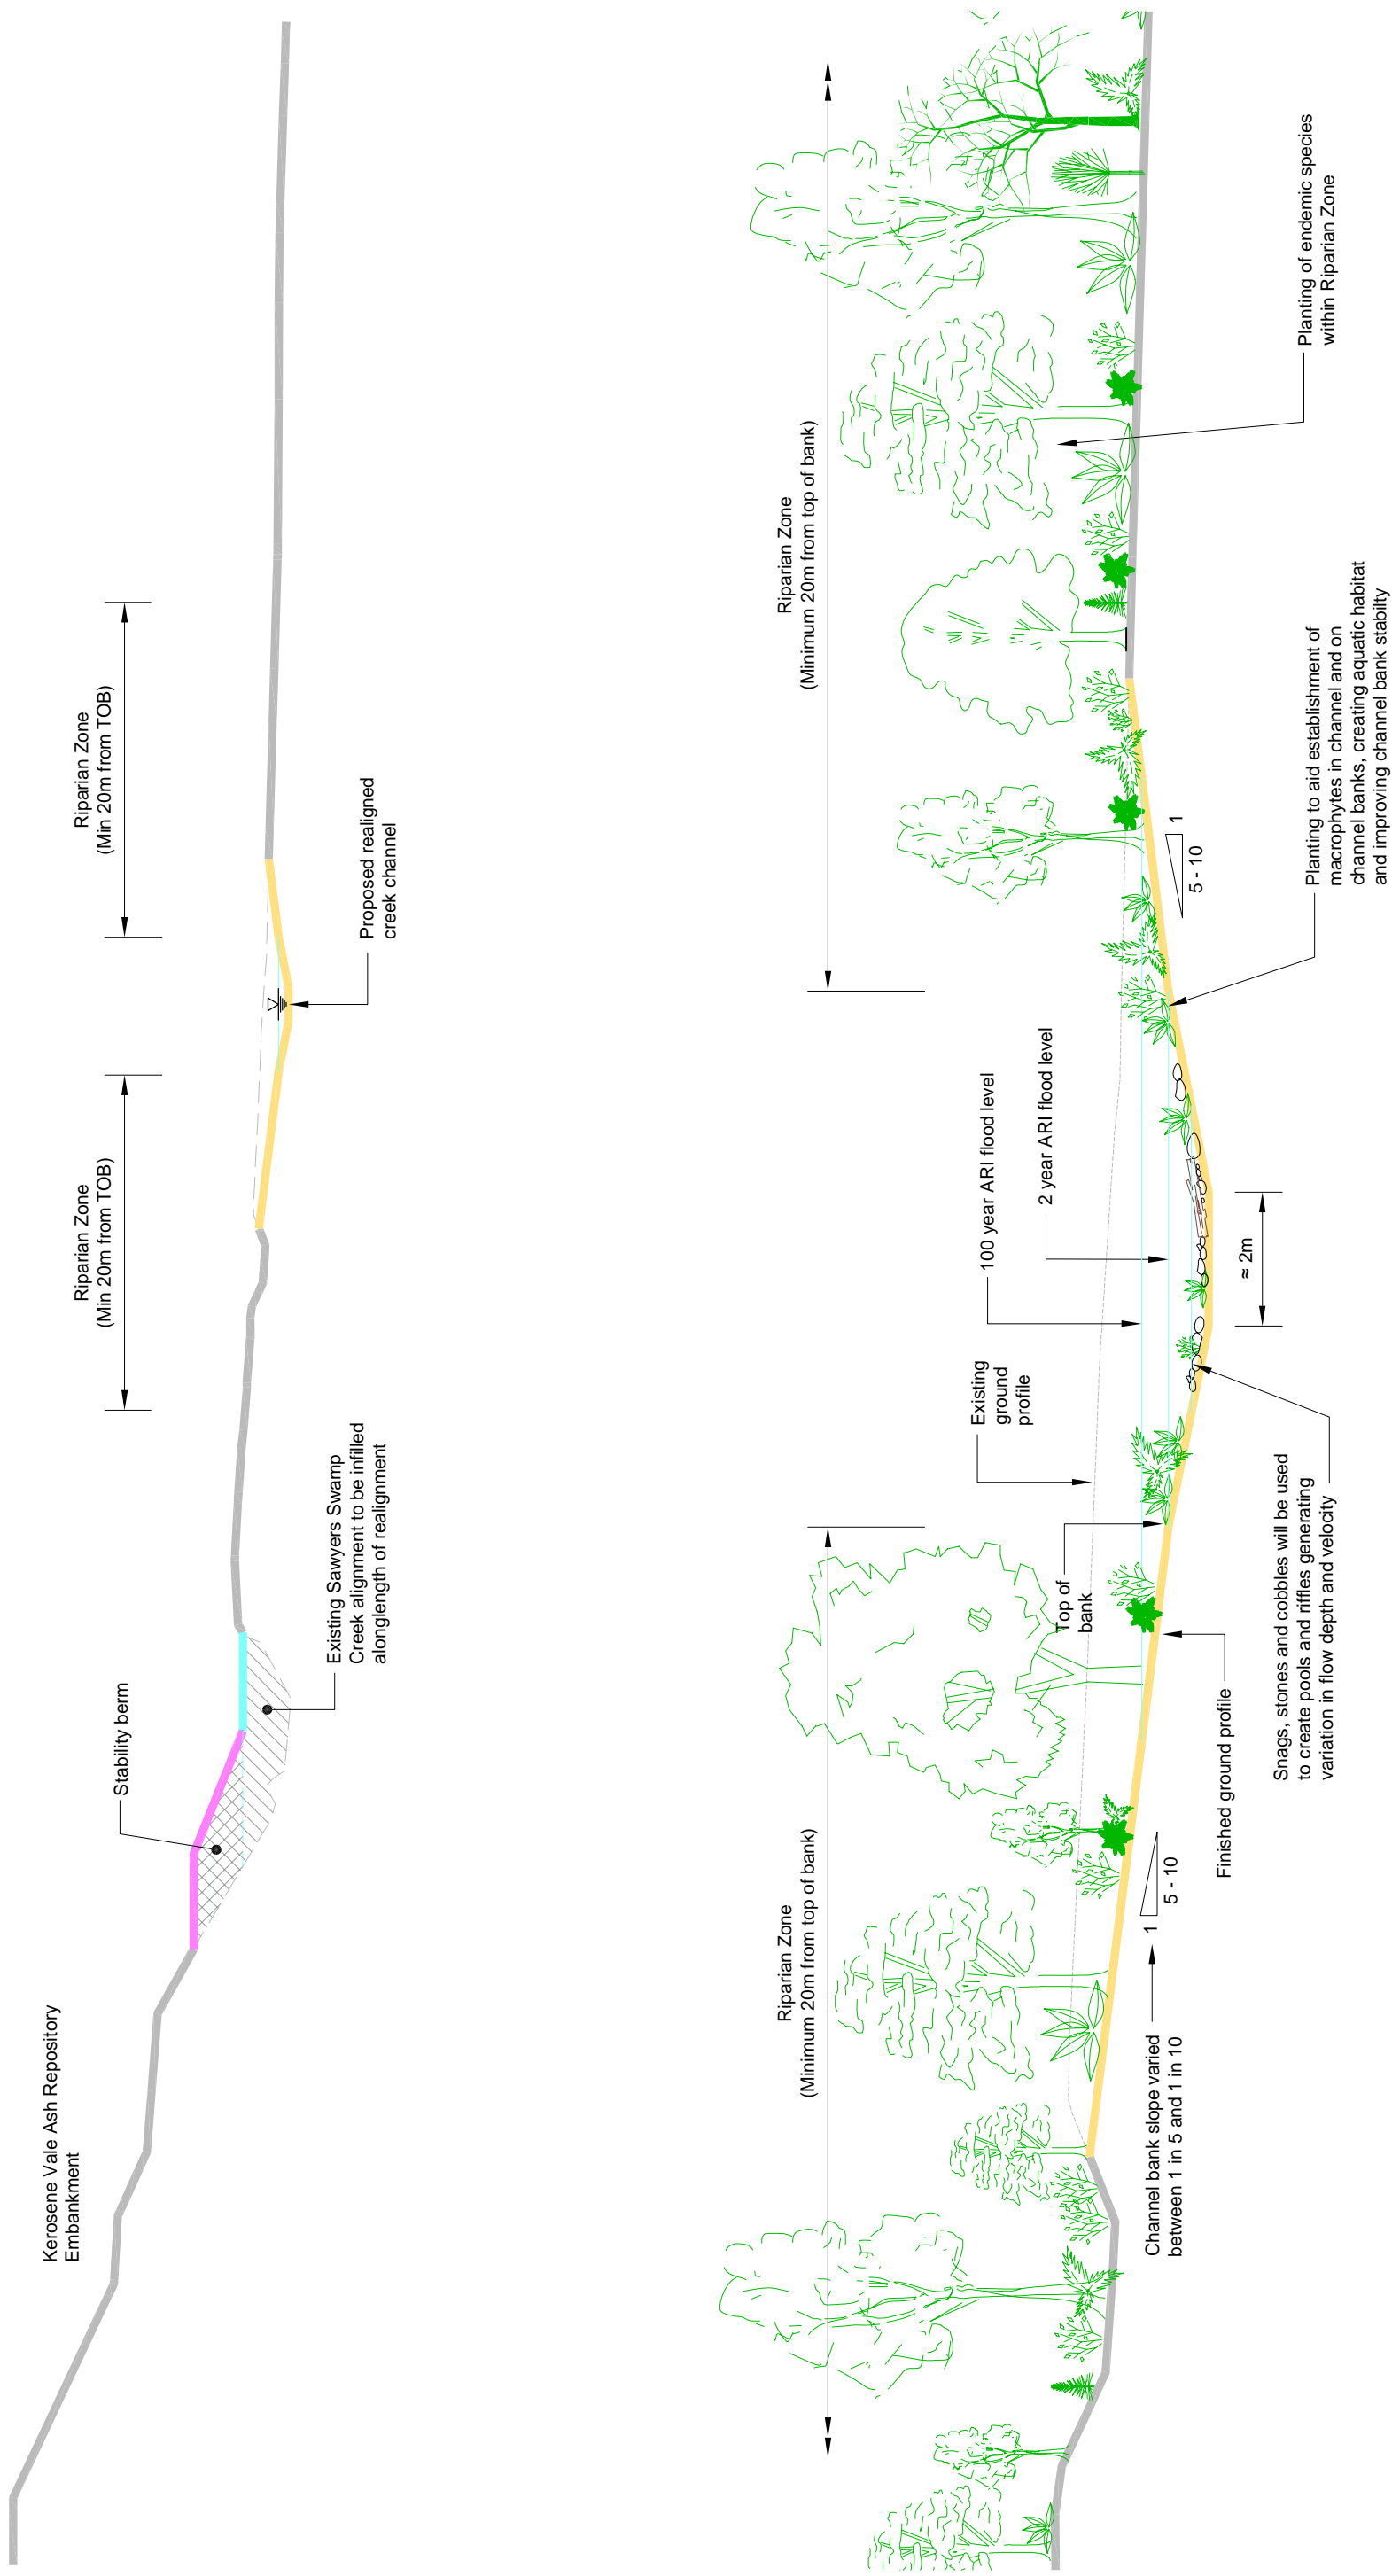 Kerosene Vale Ash Repository
Embankment
Stability berm
Existing Sawyers Swamp
Creek alignment to be infilled
alonglength of realignment
Riparian Zone
(Min 20m from TOB)
Proposed realigned
creek channel
Riparian Zone
(Min 20m from TOB)
Riparian Zone
(Minimum 20m from top of bank)
Channel bank slope varied
between 1 in 5 and 1 in 10
1
5 - 10
Finished ground profile
Top of
bank
Existing
ground
profile
Snags, stones and cobbles will be used
to create pools and riffles generating
variation in flow depth and velocity
100 year ARI flood level
2 year ARI flood level
≈ 2m
Riparian Zone
(Minimum 20m from top of bank)
1
5 - 10
Planting to aid establishment of
macrophytes in channel and on
channel banks, creating aquatic habitat
and improving channel bank stabilty
Planting of endemic species
within Riparian Zone